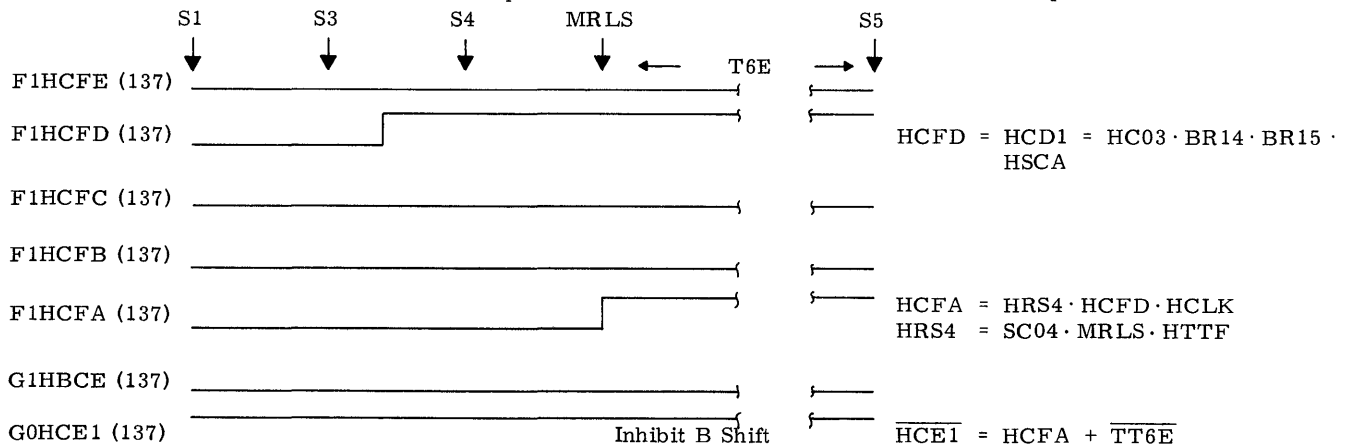 S1 S3 S4 MRLS S5
T6E
F1HCFE (137)
F1HCFD (137)
HCFD = HCD1 = HC03 · BR14 · BR15 ·
HSCA
F1HCFC (137)
F1HCFB (137)
F1HCFA (137)
HCFA = HRS4 · HCFD · HCLK
HRS4 = SC04 · MRLS · HTTF
G1HBCE (137)
G0HCE1 (137)
Inhibit B Shift
HCE1 = HCFA + TT6E